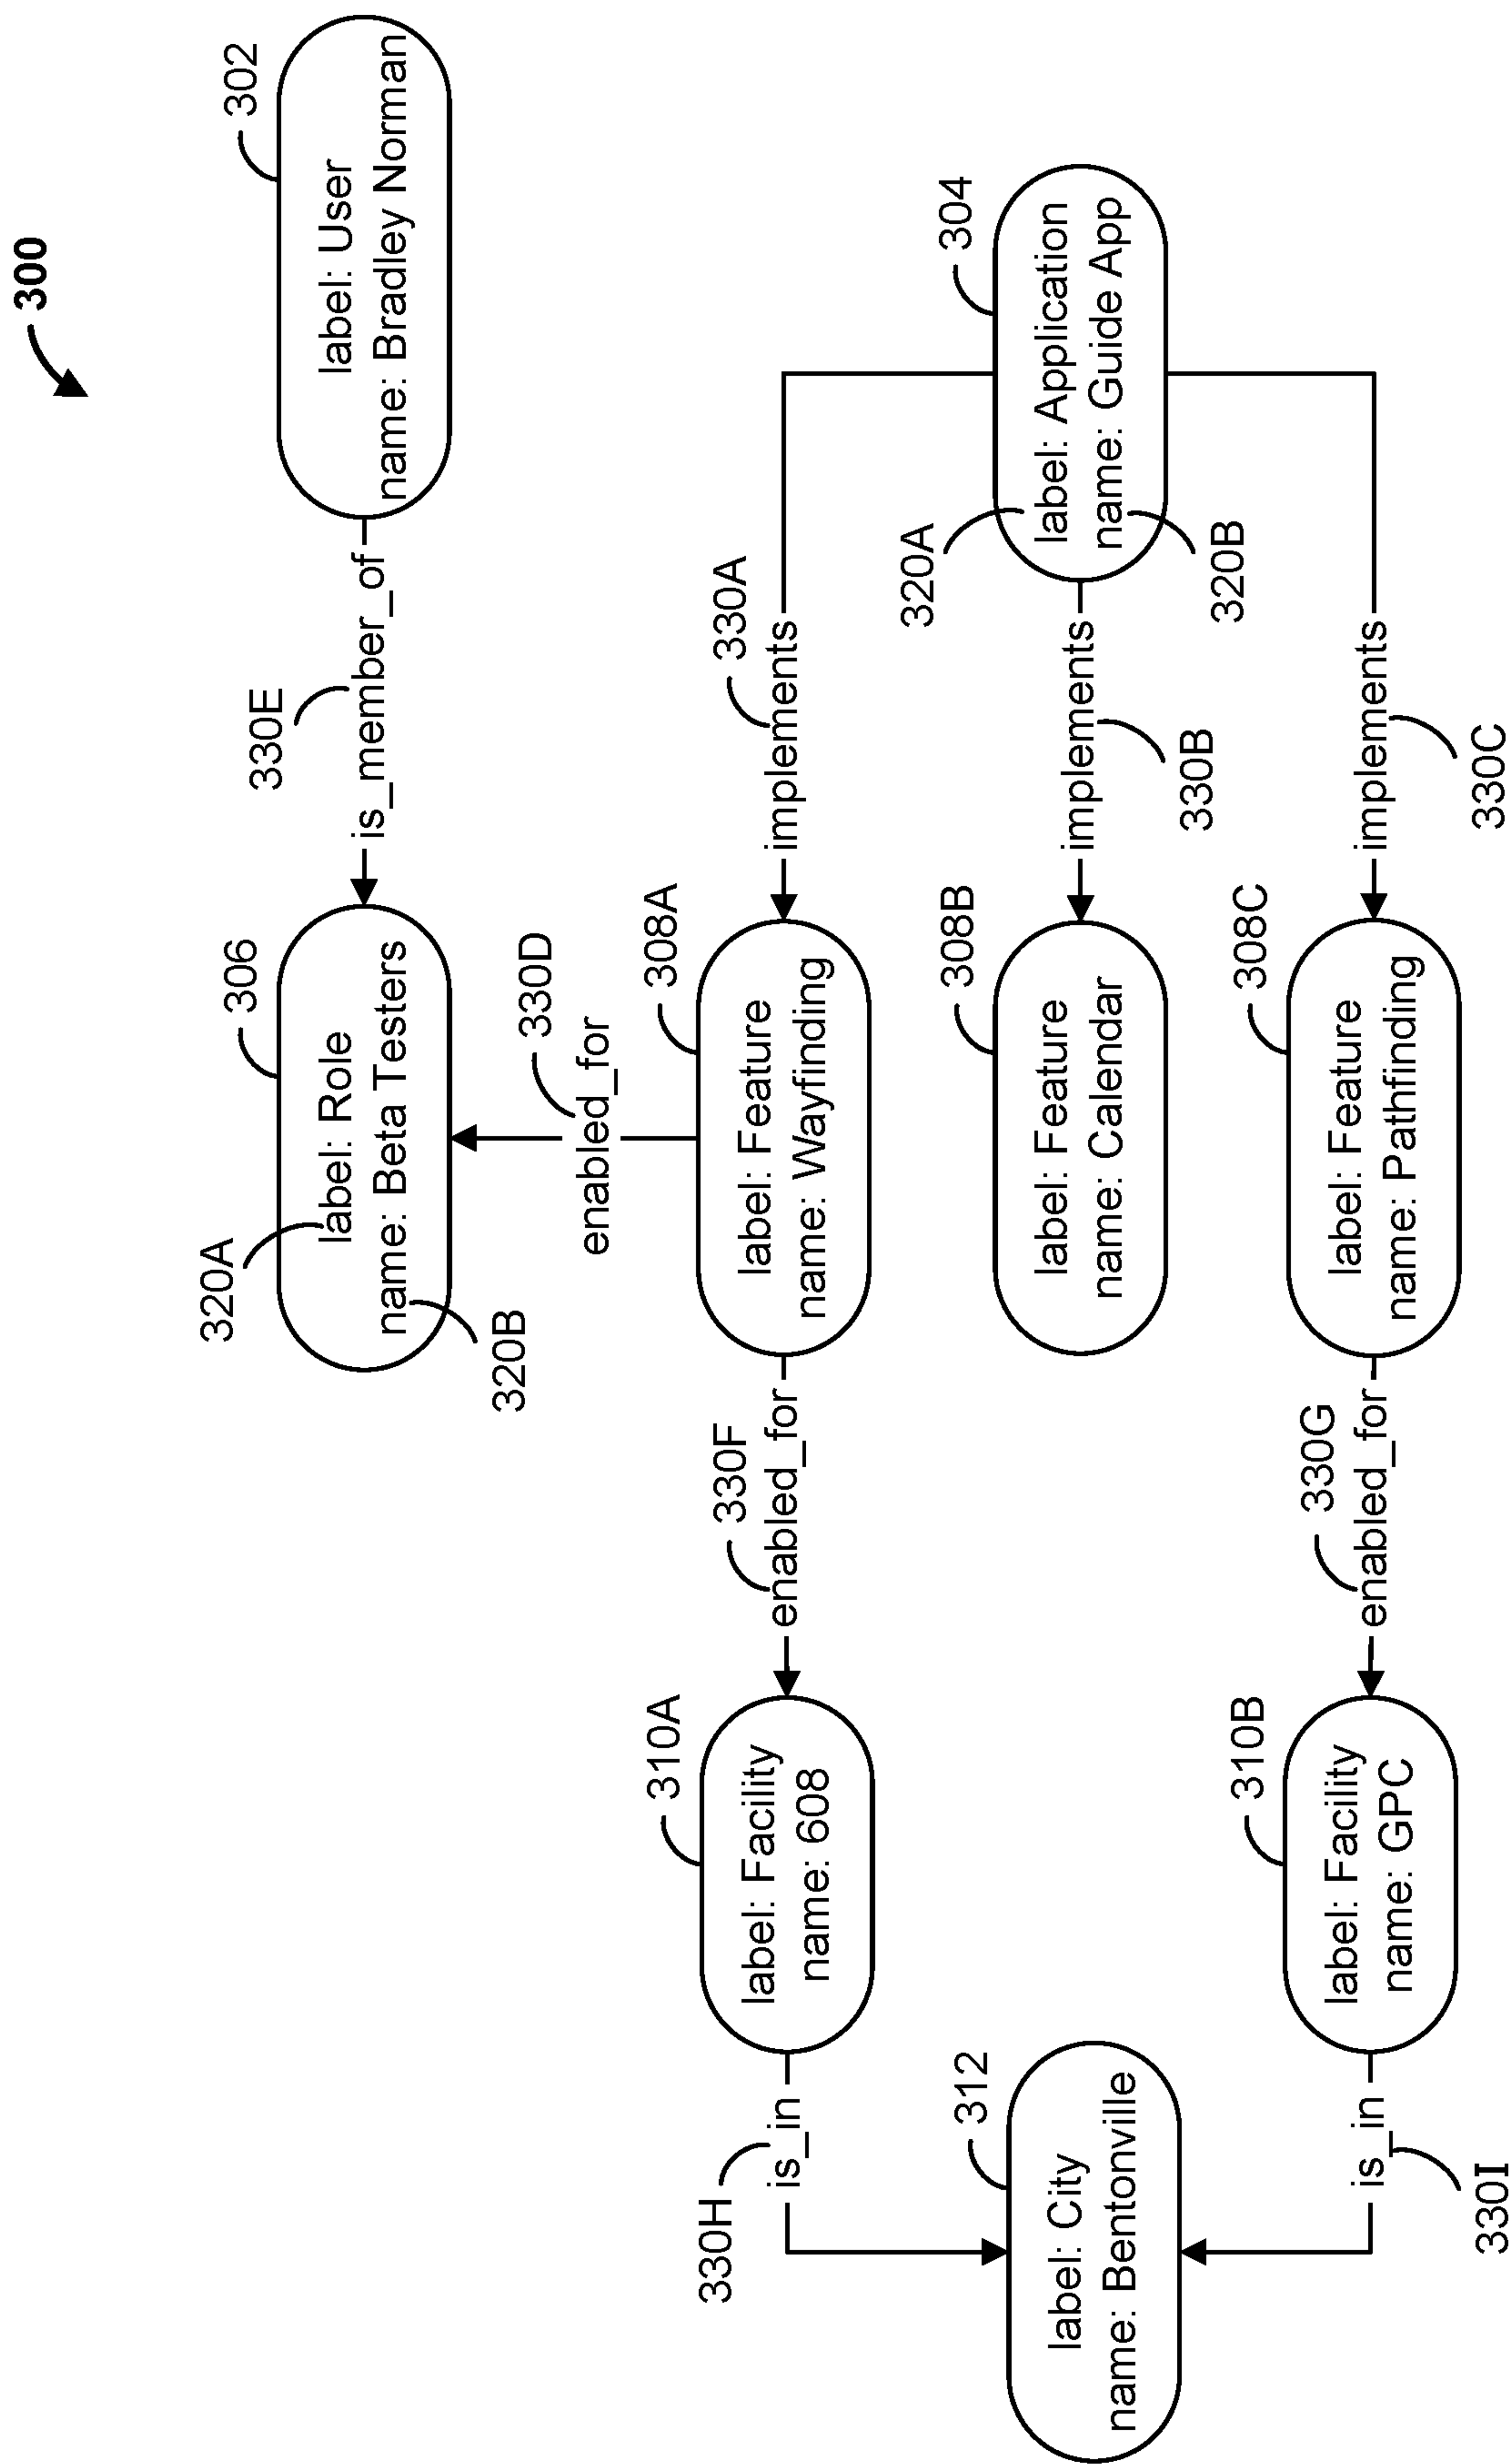 300
302
label: User
name: Bradley Norman
330E
is_member_of
306
label: Role
name: Beta Testers
320A
320B
330D
enabled_for
304
label: Application
name: Guide App
320A
320B
330A
implements
330B
implements
330C
implements
308A
label: Feature
name: Wayfinding
308B
label: Feature
name: Calendar
308C
label: Feature
name: Pathfinding
330F
enabled_for
330G
enabled_for
310A
label: Facility
name: 608
310B
label: Facility
name: GPC
330H
is_in
330I
is_in
312
label: City
name: Bentonville